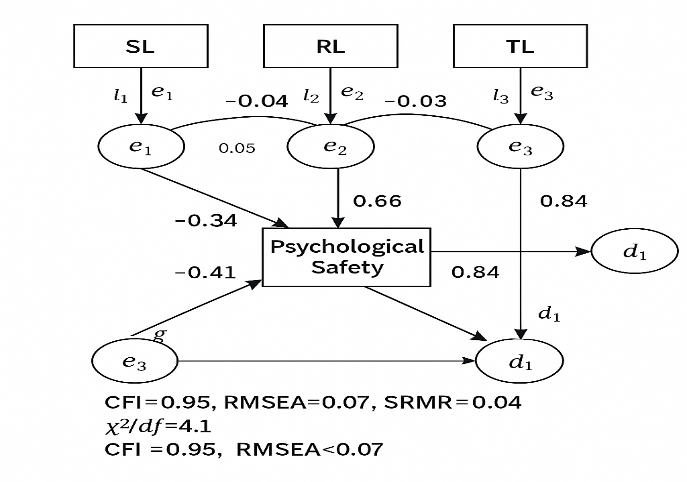 SL RL TL
l₁ e₁ l₂ e₂ l₃ e₃
−0.04 −0.03
e₁ 0.05 e₂ e₃
−0.34 0.66 0.84
Psychological
Safety
d₁
−0.41 0.84
d₁
g
e₃ d₁
CFI=0.95, RMSEA=0.07, SRMR=0.04
χ²/df=4.1
CFI =0.95, RMSEA<0.07